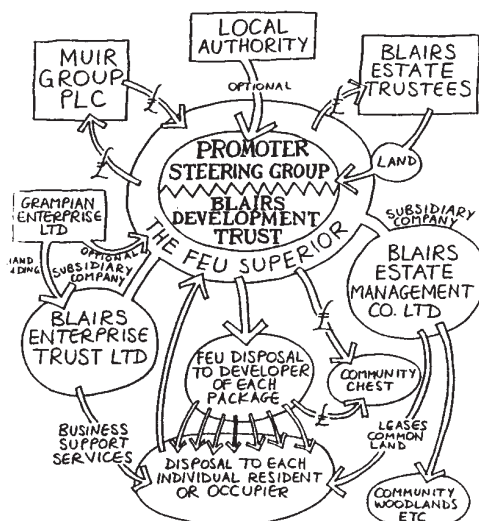 MUIR
GROUP
PLC
LOCAL
AUTHORITY
BLAIRS
ESTATE
TRUSTEES
OPTIONAL
£
£
£
LAND
PROMOTER
STEERING GROUP
BLAIRS
DEVELOPMENT
TRUST
THE FEU SUPERIOR
GRAMPIAN
ENTERPRISE
LTD
OPTIONAL
SUBSIDIARY
COMPANY
SUBSIDIARY
COMPANY
BLAIRS
ESTATE
MANAGEMENT
CO. LTD
BLAIRS
ENTERPRISE
TRUST LTD
£
FEU DISPOSAL
TO DEVELOPER
OF EACH
PACKAGE
£
COMMUNITY
CHEST
BUSINESS
SUPPORT
SERVICES
LEASES
COMMON
LAND
DISPOSAL TO EACH
INDIVIDUAL RESIDENT
OR OCCUPIER
COMMUNITY
WOODLANDS
ETC